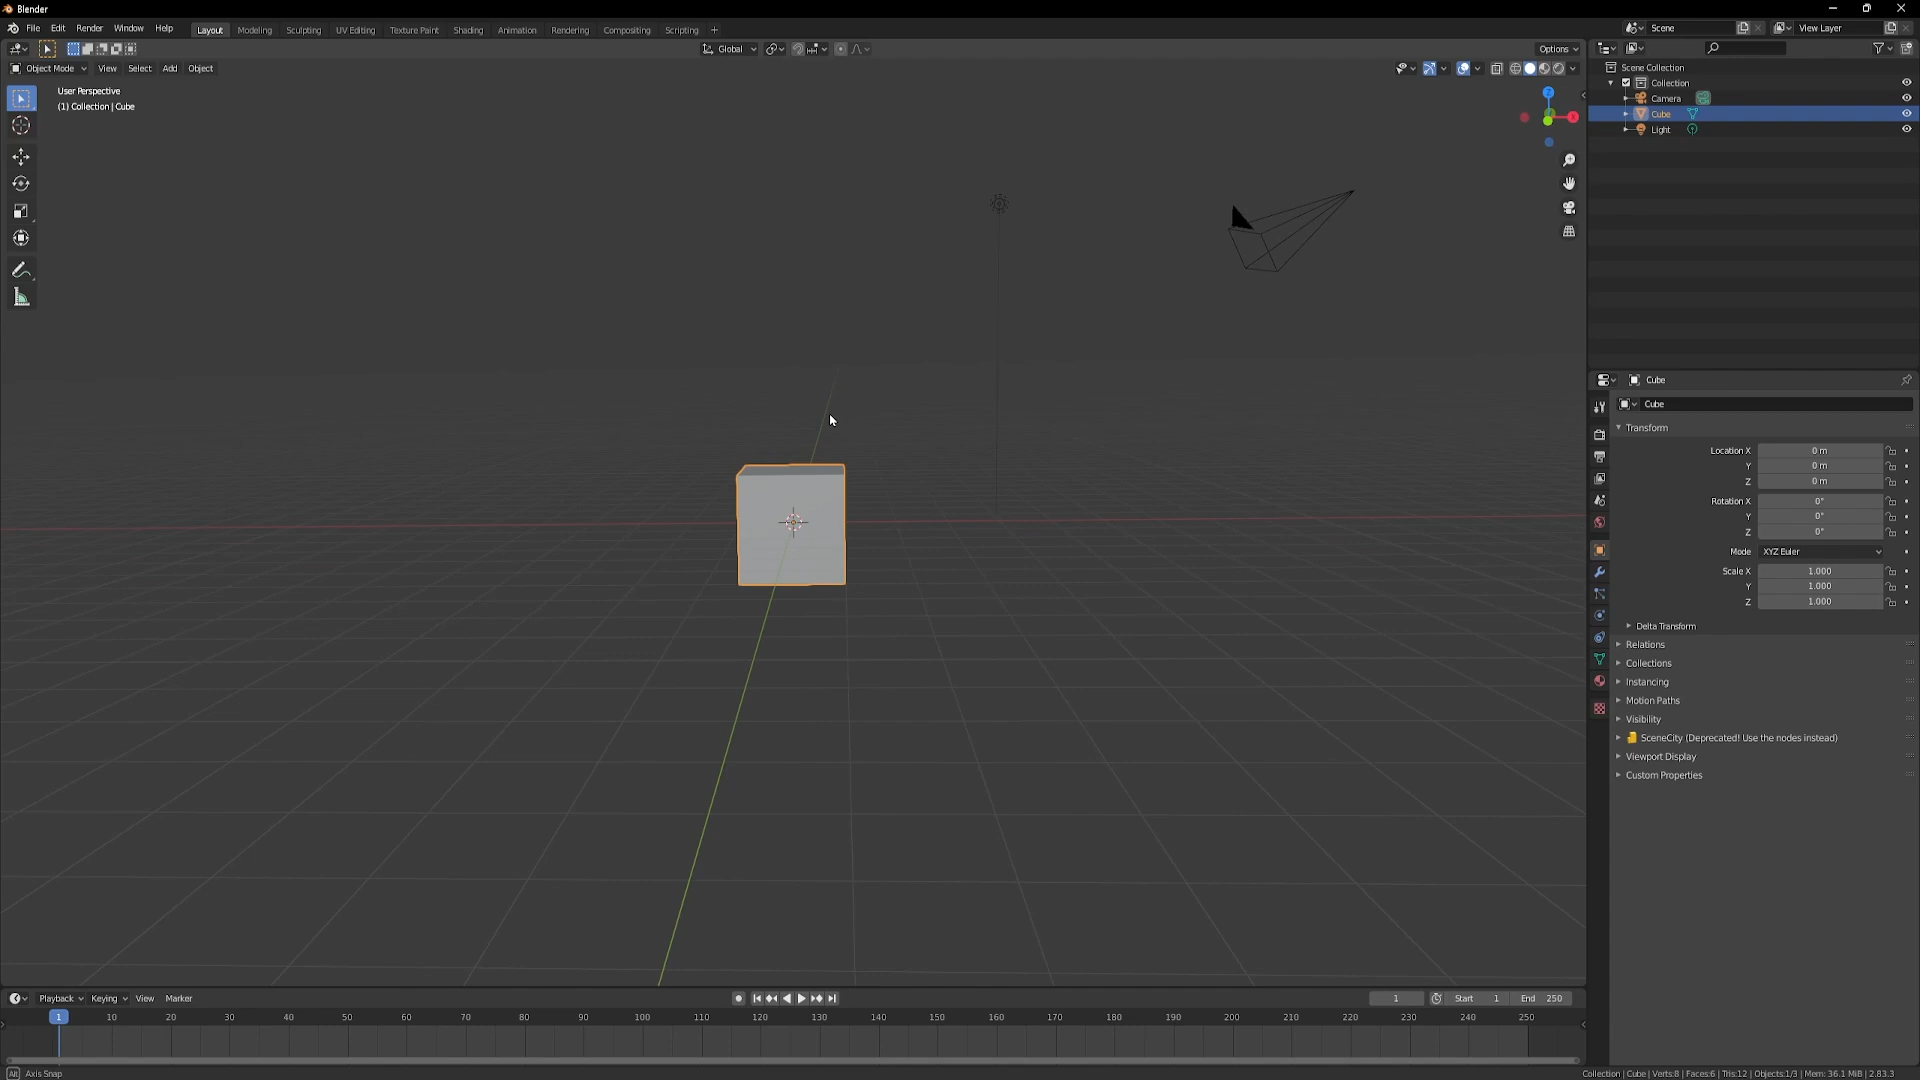 Blender
File Edit Render Window Help Layout Modeling Sculpting UV Editing Texture Paint Shading Animation Rendering Compositing Scripting + Scene View Layer
Global Options
Object Mode View Select Add Object
User Perspective
(1) Collection | Cube
Z
X
Scene Collection
Collection
Camera
Cube
Light
Cube
Cube
Transform
Location X 0 m
Y 0 m
Z 0 m
Rotation X 0°
Y 0°
Z 0°
Mode XYZ Euler
Scale X 1.000
Y 1.000
Z 1.000
Delta Transform
Relations
Collections
Instancing
Motion Paths
Visibility
SceneCity (Deprecated! Use the nodes instead)
Viewport Display
Custom Properties
Playback Keying View Marker 1 Start 1 End 250
1 10 20 30 40 50 60 70 80 90 100 110 120 130 140 150 160 170 180 190 200 210 220 230 240 250
Alt Axis Snap
Collection | Cube | Verts:8 | Faces:6 | Tris:12 | Objects:1/3 | Mem: 36.1 MiB | 2.83.3